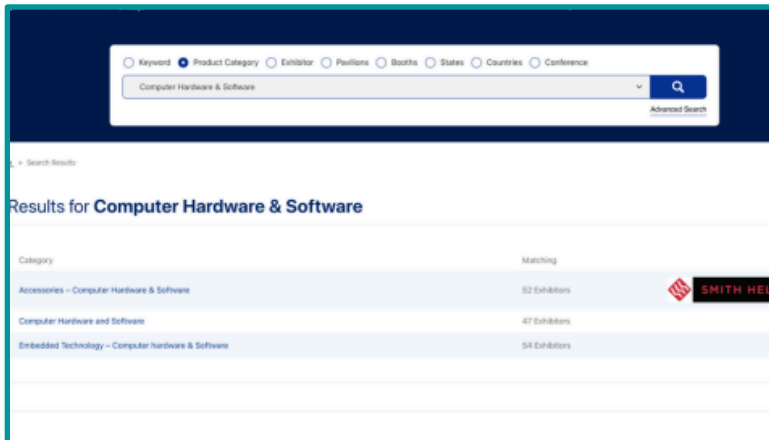 Keyword Product Category Exhibitor Pavilions Booths States Countries Conference
Computer Hardware & Software
Advanced Search
» Search Results
Results for Computer Hardware & Software
Category Matching
Accessories – Computer Hardware & Software 52 Exhibitors
SMITH HEL
Computer Hardware and Software 47 Exhibitors
Embedded Technology – Computer hardware & Software 54 Exhibitors